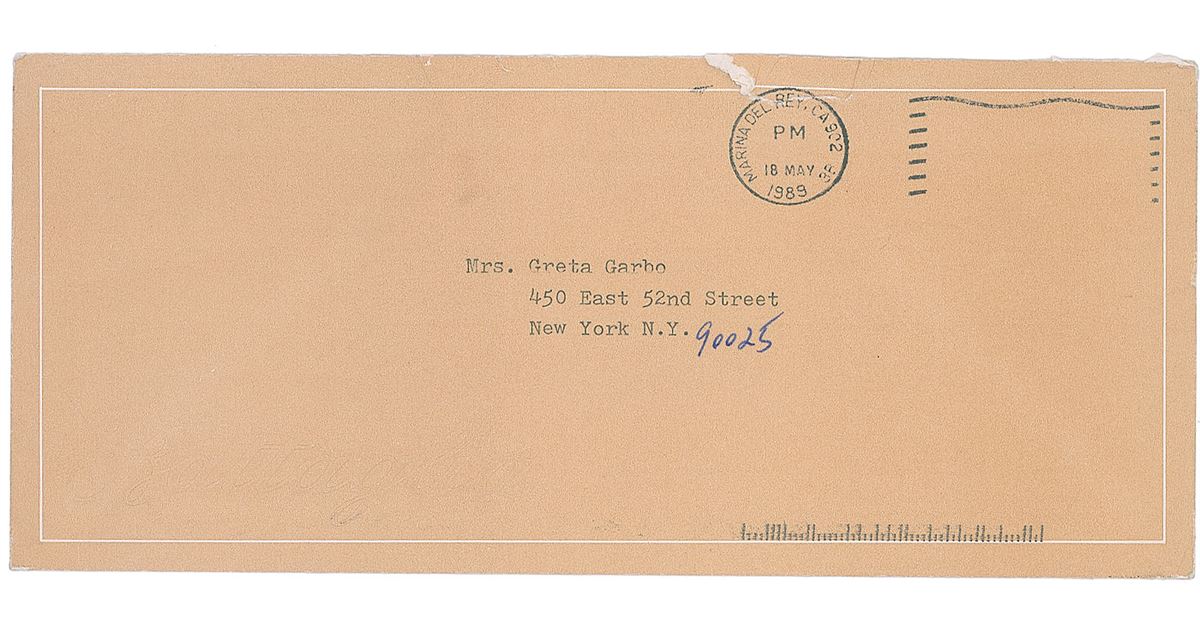 MARINA DEL REY, CA 902
PM
18 MAY
1989
Mrs. Greta Garbo
450 East 52nd Street
New York N.Y. 90025